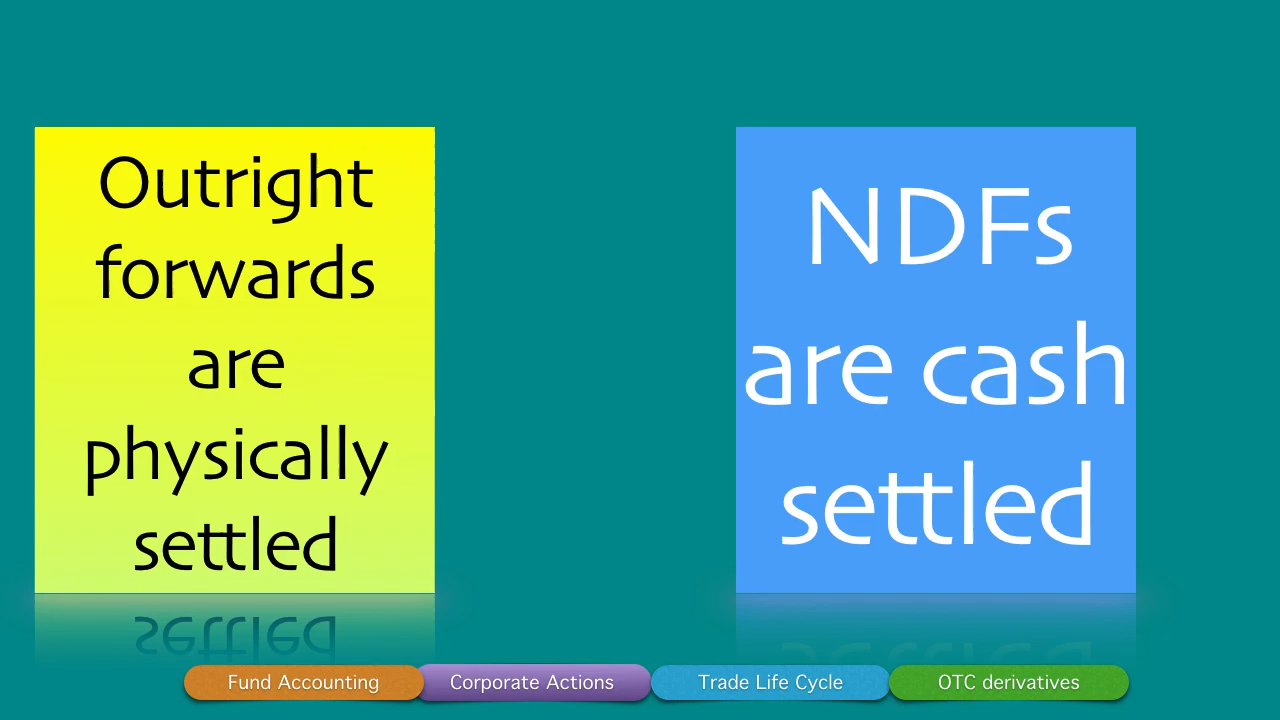 Outright
forwards
are
physically
settled
NDFs
are cash
settled
Fund Accounting
Corporate Actions
Trade Life Cycle
OTC derivatives